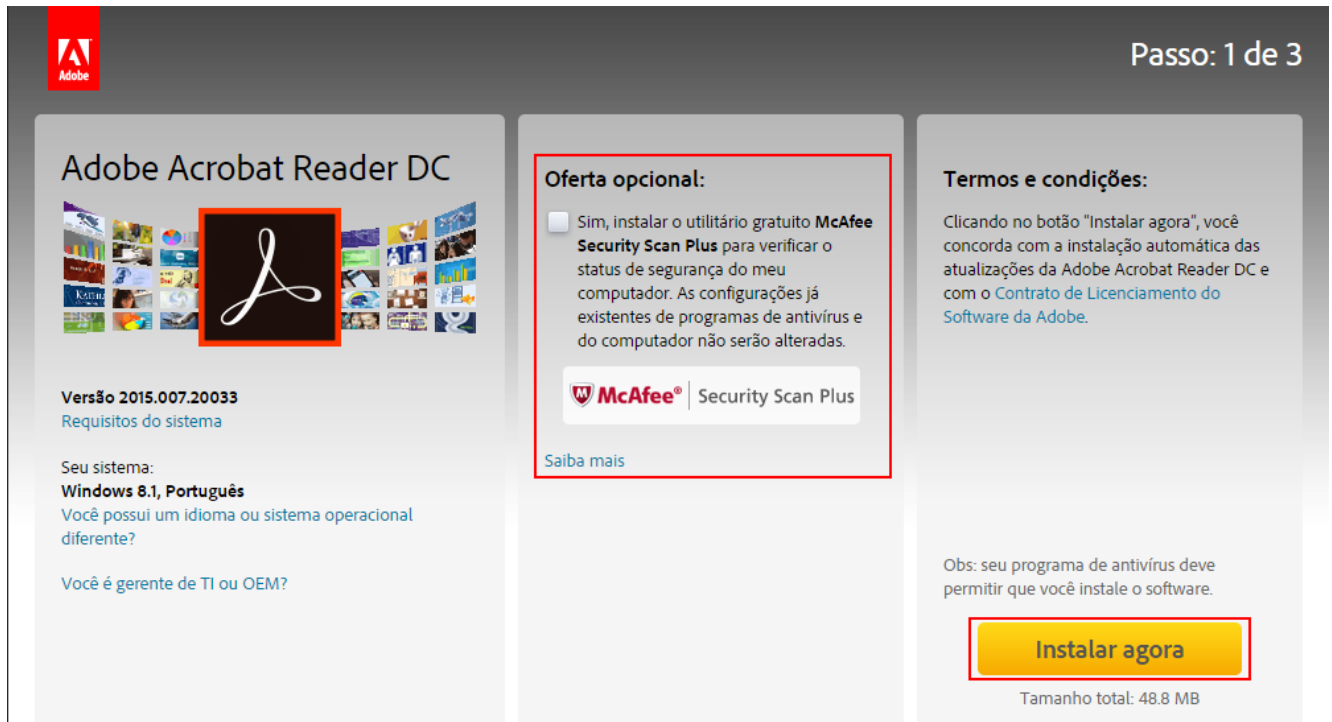 Adobe
Passo: 1 de 3
Adobe Acrobat Reader DC
Versão 2015.007.20033
Requisitos do sistema
Seu sistema:
Windows 8.1, Português
Você possui um idioma ou sistema operacional
diferente?
Você é gerente de TI ou OEM?
Oferta opcional:
Sim, instalar o utilitário gratuito McAfee
Security Scan Plus para verificar o
status de segurança do meu
computador. As configurações já
existentes de programas de antivírus e
do computador não serão alteradas.
McAfee® Security Scan Plus
Saiba mais
Termos e condições:
Clicando no botão "Instalar agora", você
concorda com a instalação automática das
atualizações da Adobe Acrobat Reader DC e
com o Contrato de Licenciamento do
Software da Adobe.
Obs: seu programa de antivírus deve
permitir que você instale o software.
Instalar agora
Tamanho total: 48.8 MB